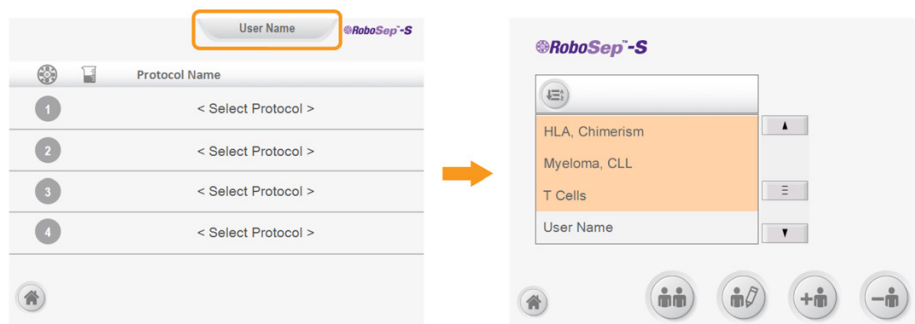 User Name
RoboSep™-S
Protocol Name
1 < Select Protocol >
2 < Select Protocol >
3 < Select Protocol >
4 < Select Protocol >
RoboSep™-S
HLA, Chimerism
Myeloma, CLL
T Cells
User Name